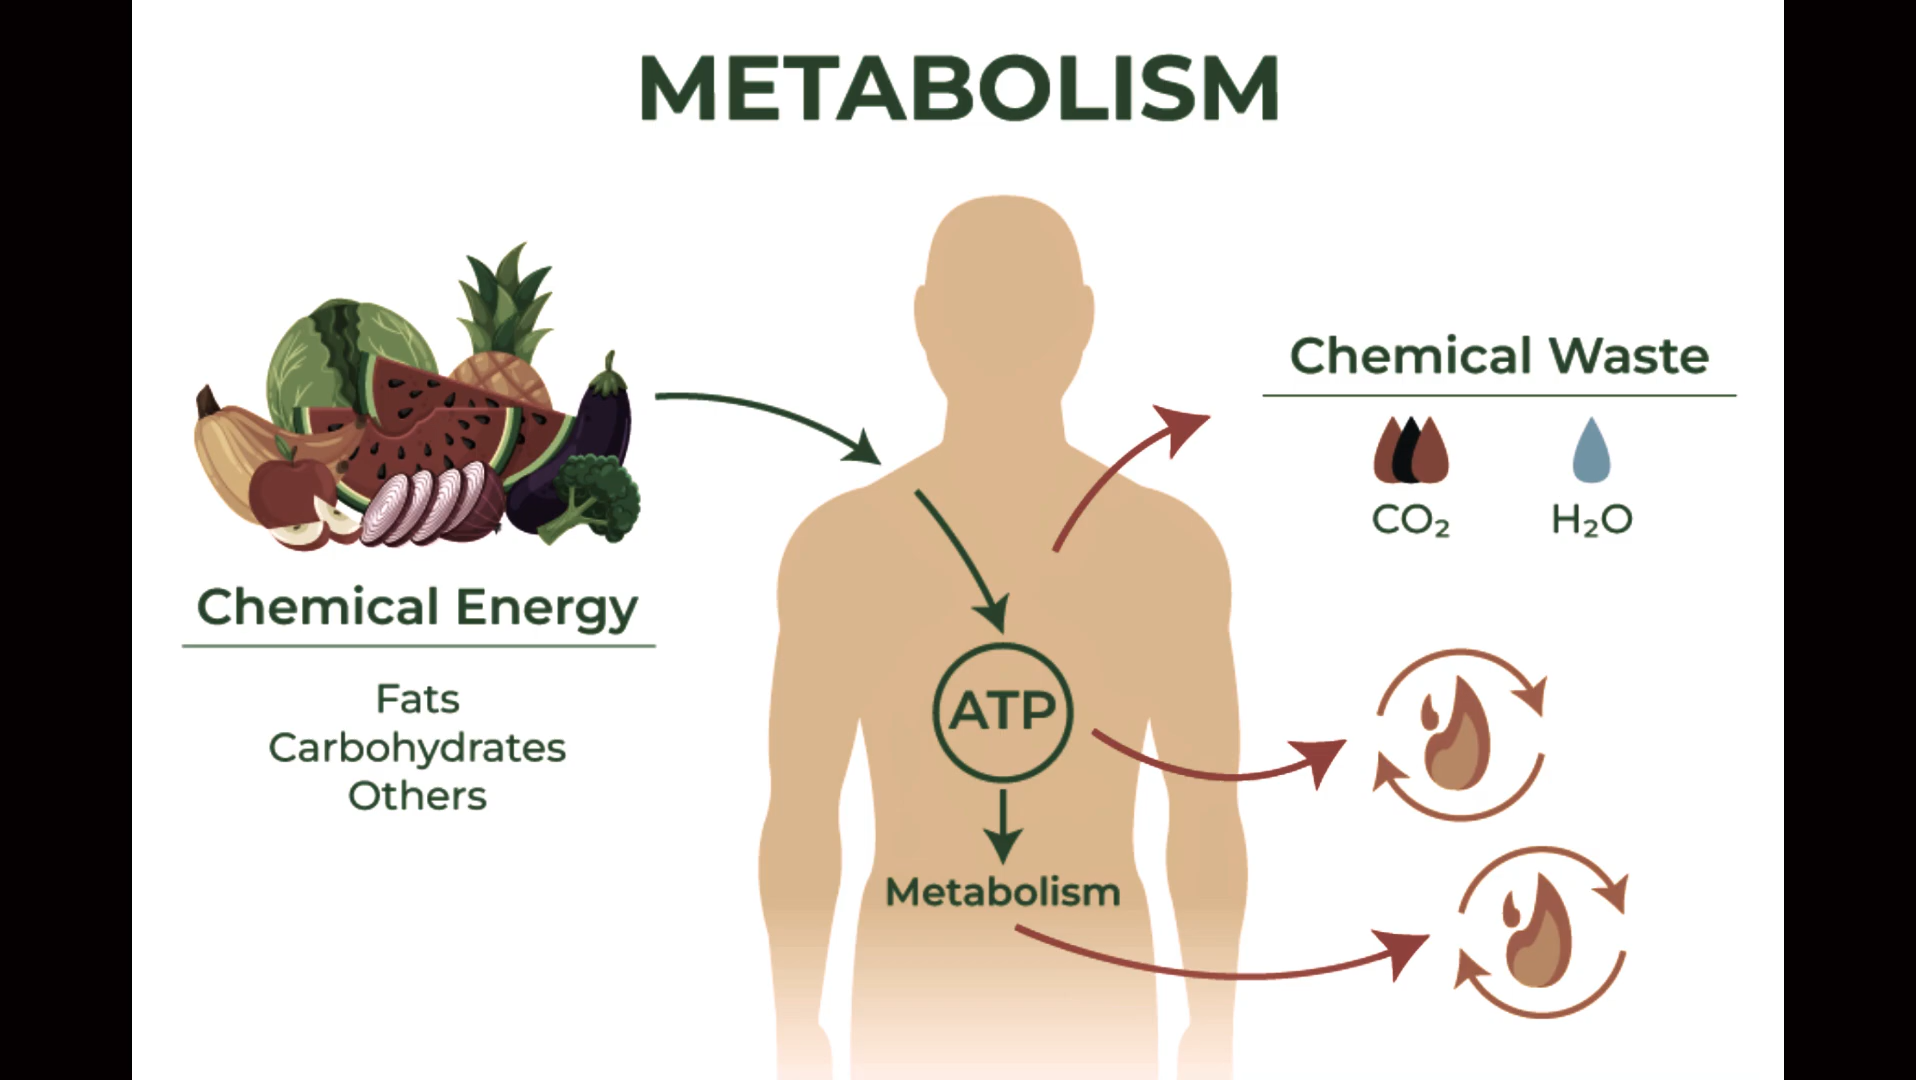 METABOLISM
Chemical Energy
Fats
Carbohydrates
Others
ATP
Metabolism
Chemical Waste
CO₂
H₂O